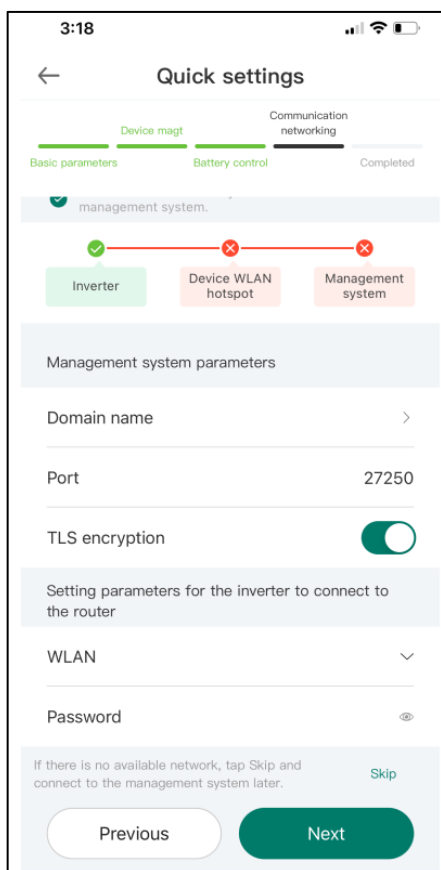 3:18
Quick settings
Communication
Device magt networking
Basic parameters Battery control Completed
management system.
Inverter Device WLAN Management
hotspot system
Management system parameters
Domain name
Port 27250
TLS encryption
Setting parameters for the inverter to connect to
the router
WLAN
Password
If there is no available network, tap Skip and
connect to the management system later.
Skip
Previous Next